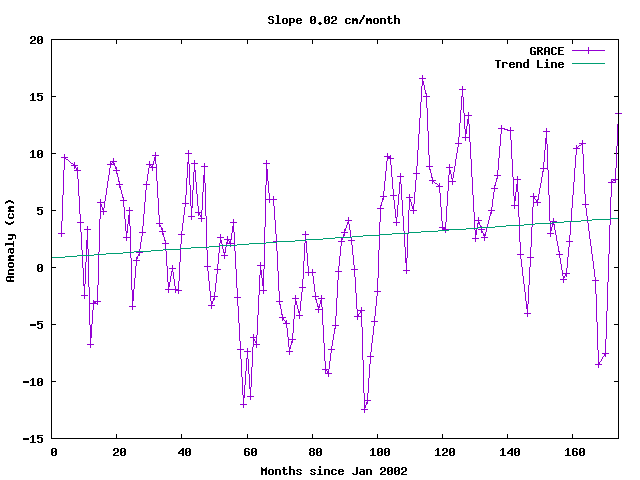 Slope 0.02 cm/month
20
15
10
5
0
-5
-10
-15
Anomaly (cm)
GRACE
Trend Line
0 20 40 60 80 100 120 140 160
Months since Jan 2002